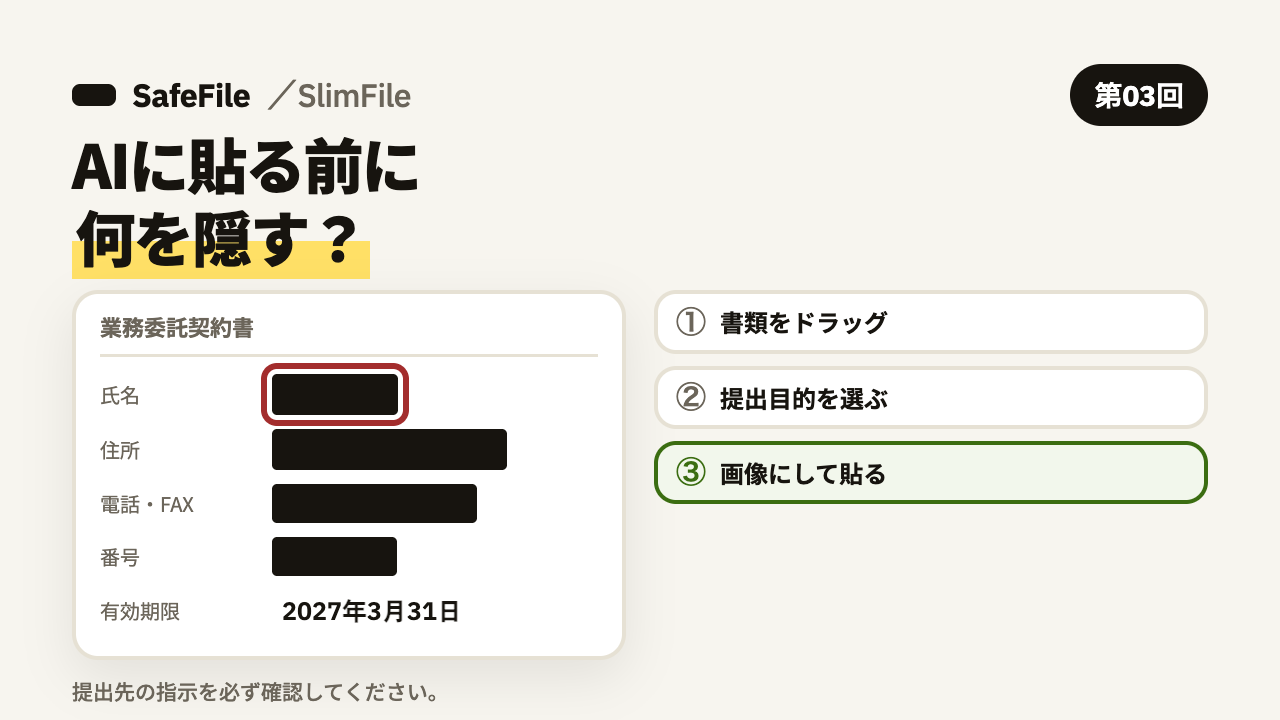 SafeFile ／SlimFile
第03回
AIに貼る前に
何を隠す？
業務委託契約書
氏名
住所
電話・FAX
番号
有効期限 2027年3月31日
① 書類をドラッグ
② 提出目的を選ぶ
③ 画像にして貼る
提出先の指示を必ず確認してください。